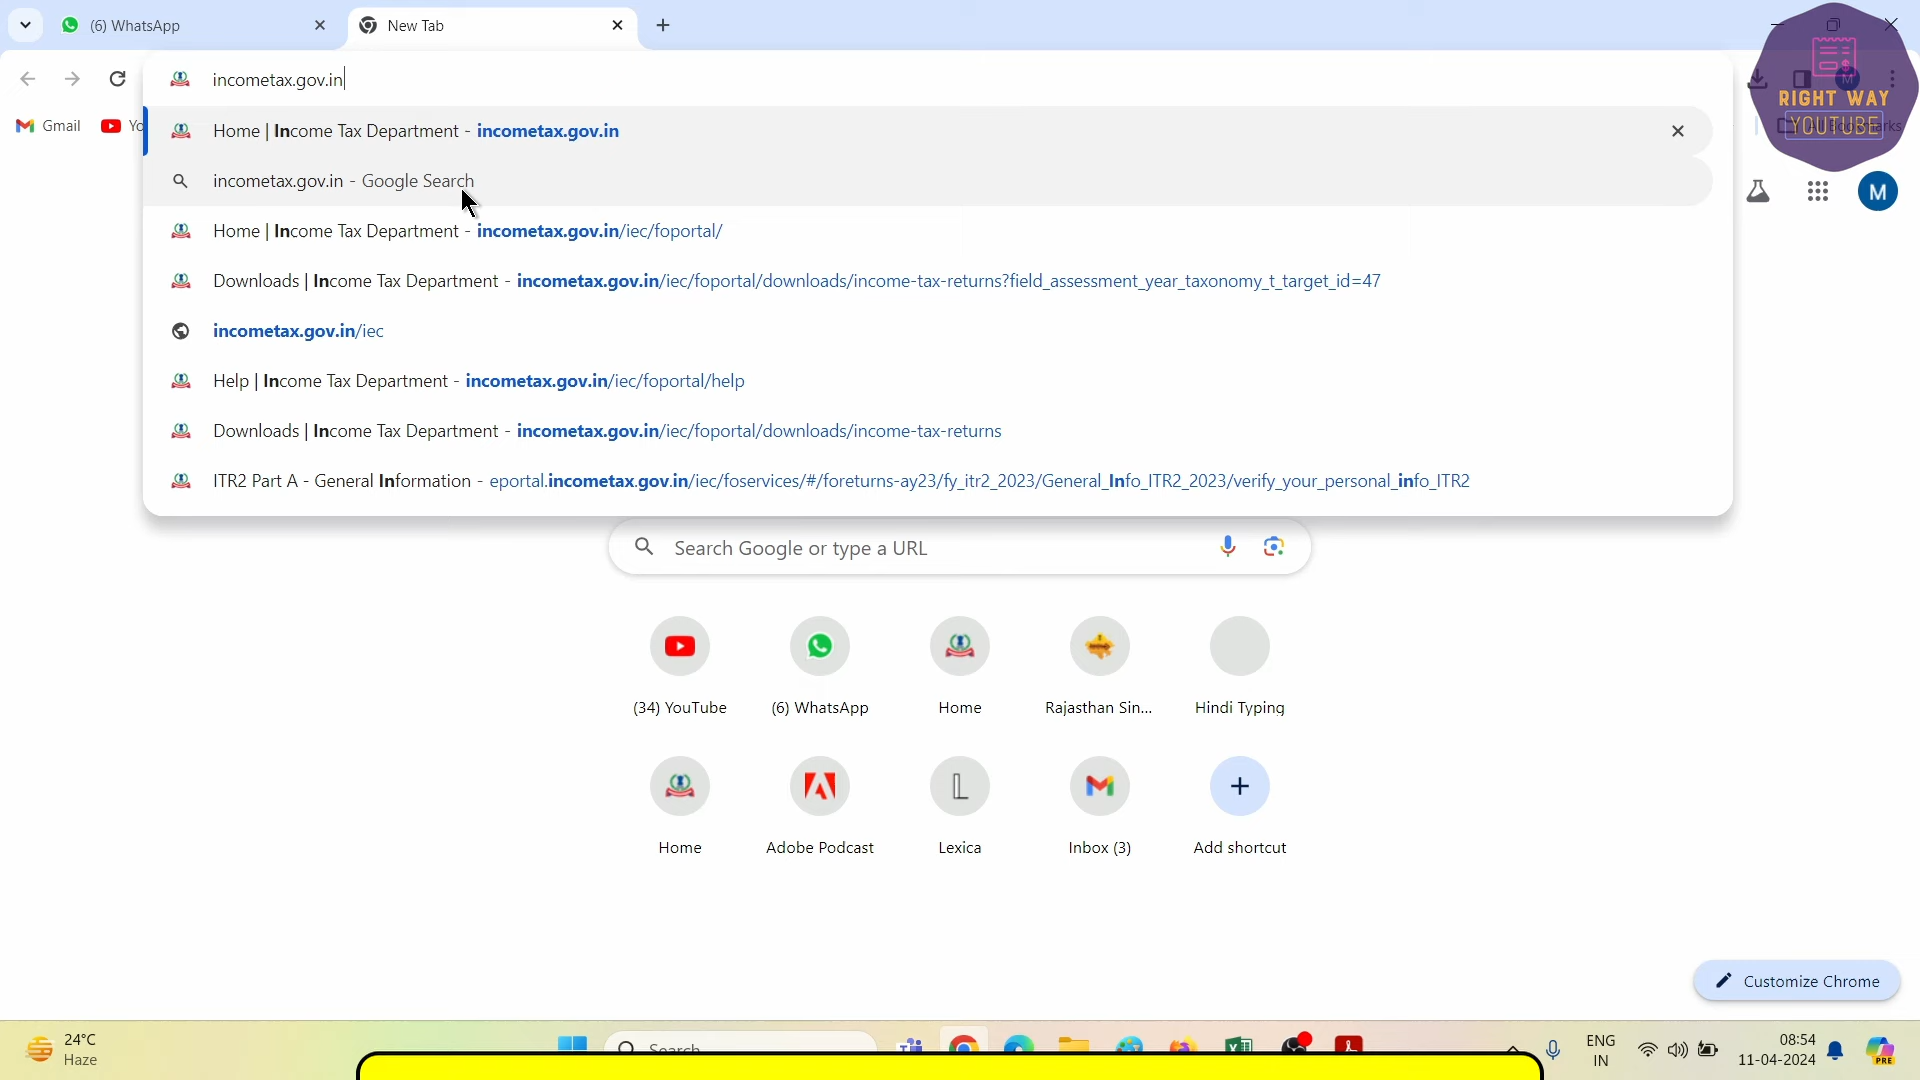 (6) WhatsApp
New Tab
incometax.gov.in
Gmail
Yo
Home | Income Tax Department - incometax.gov.in
incometax.gov.in - Google Search
Home | Income Tax Department - incometax.gov.in/iec/foportal/
Downloads | Income Tax Department - incometax.gov.in/iec/foportal/downloads/income-tax-returns?field_assessment_year_taxonomy_t_target_id=47
incometax.gov.in/iec
Help | Income Tax Department - incometax.gov.in/iec/foportal/help
Downloads | Income Tax Department - incometax.gov.in/iec/foportal/downloads/income-tax-returns
ITR2 Part A - General Information - eportal.incometax.gov.in/iec/foservices/#/foreturns-ay23/fy_itr2_2023/General_Info_ITR2_2023/verify_your_personal_info_ITR2
RIGHT WAY
YOUTUBE
M
Search Google or type a URL
(34) YouTube
(6) WhatsApp
Home
Rajasthan Sin...
Hindi Typing
Home
Adobe Podcast
Lexica
Inbox (3)
Add shortcut
Customize Chrome
24°C
Haze
Search
ENG
IN
08:54
11-04-2024
PRE